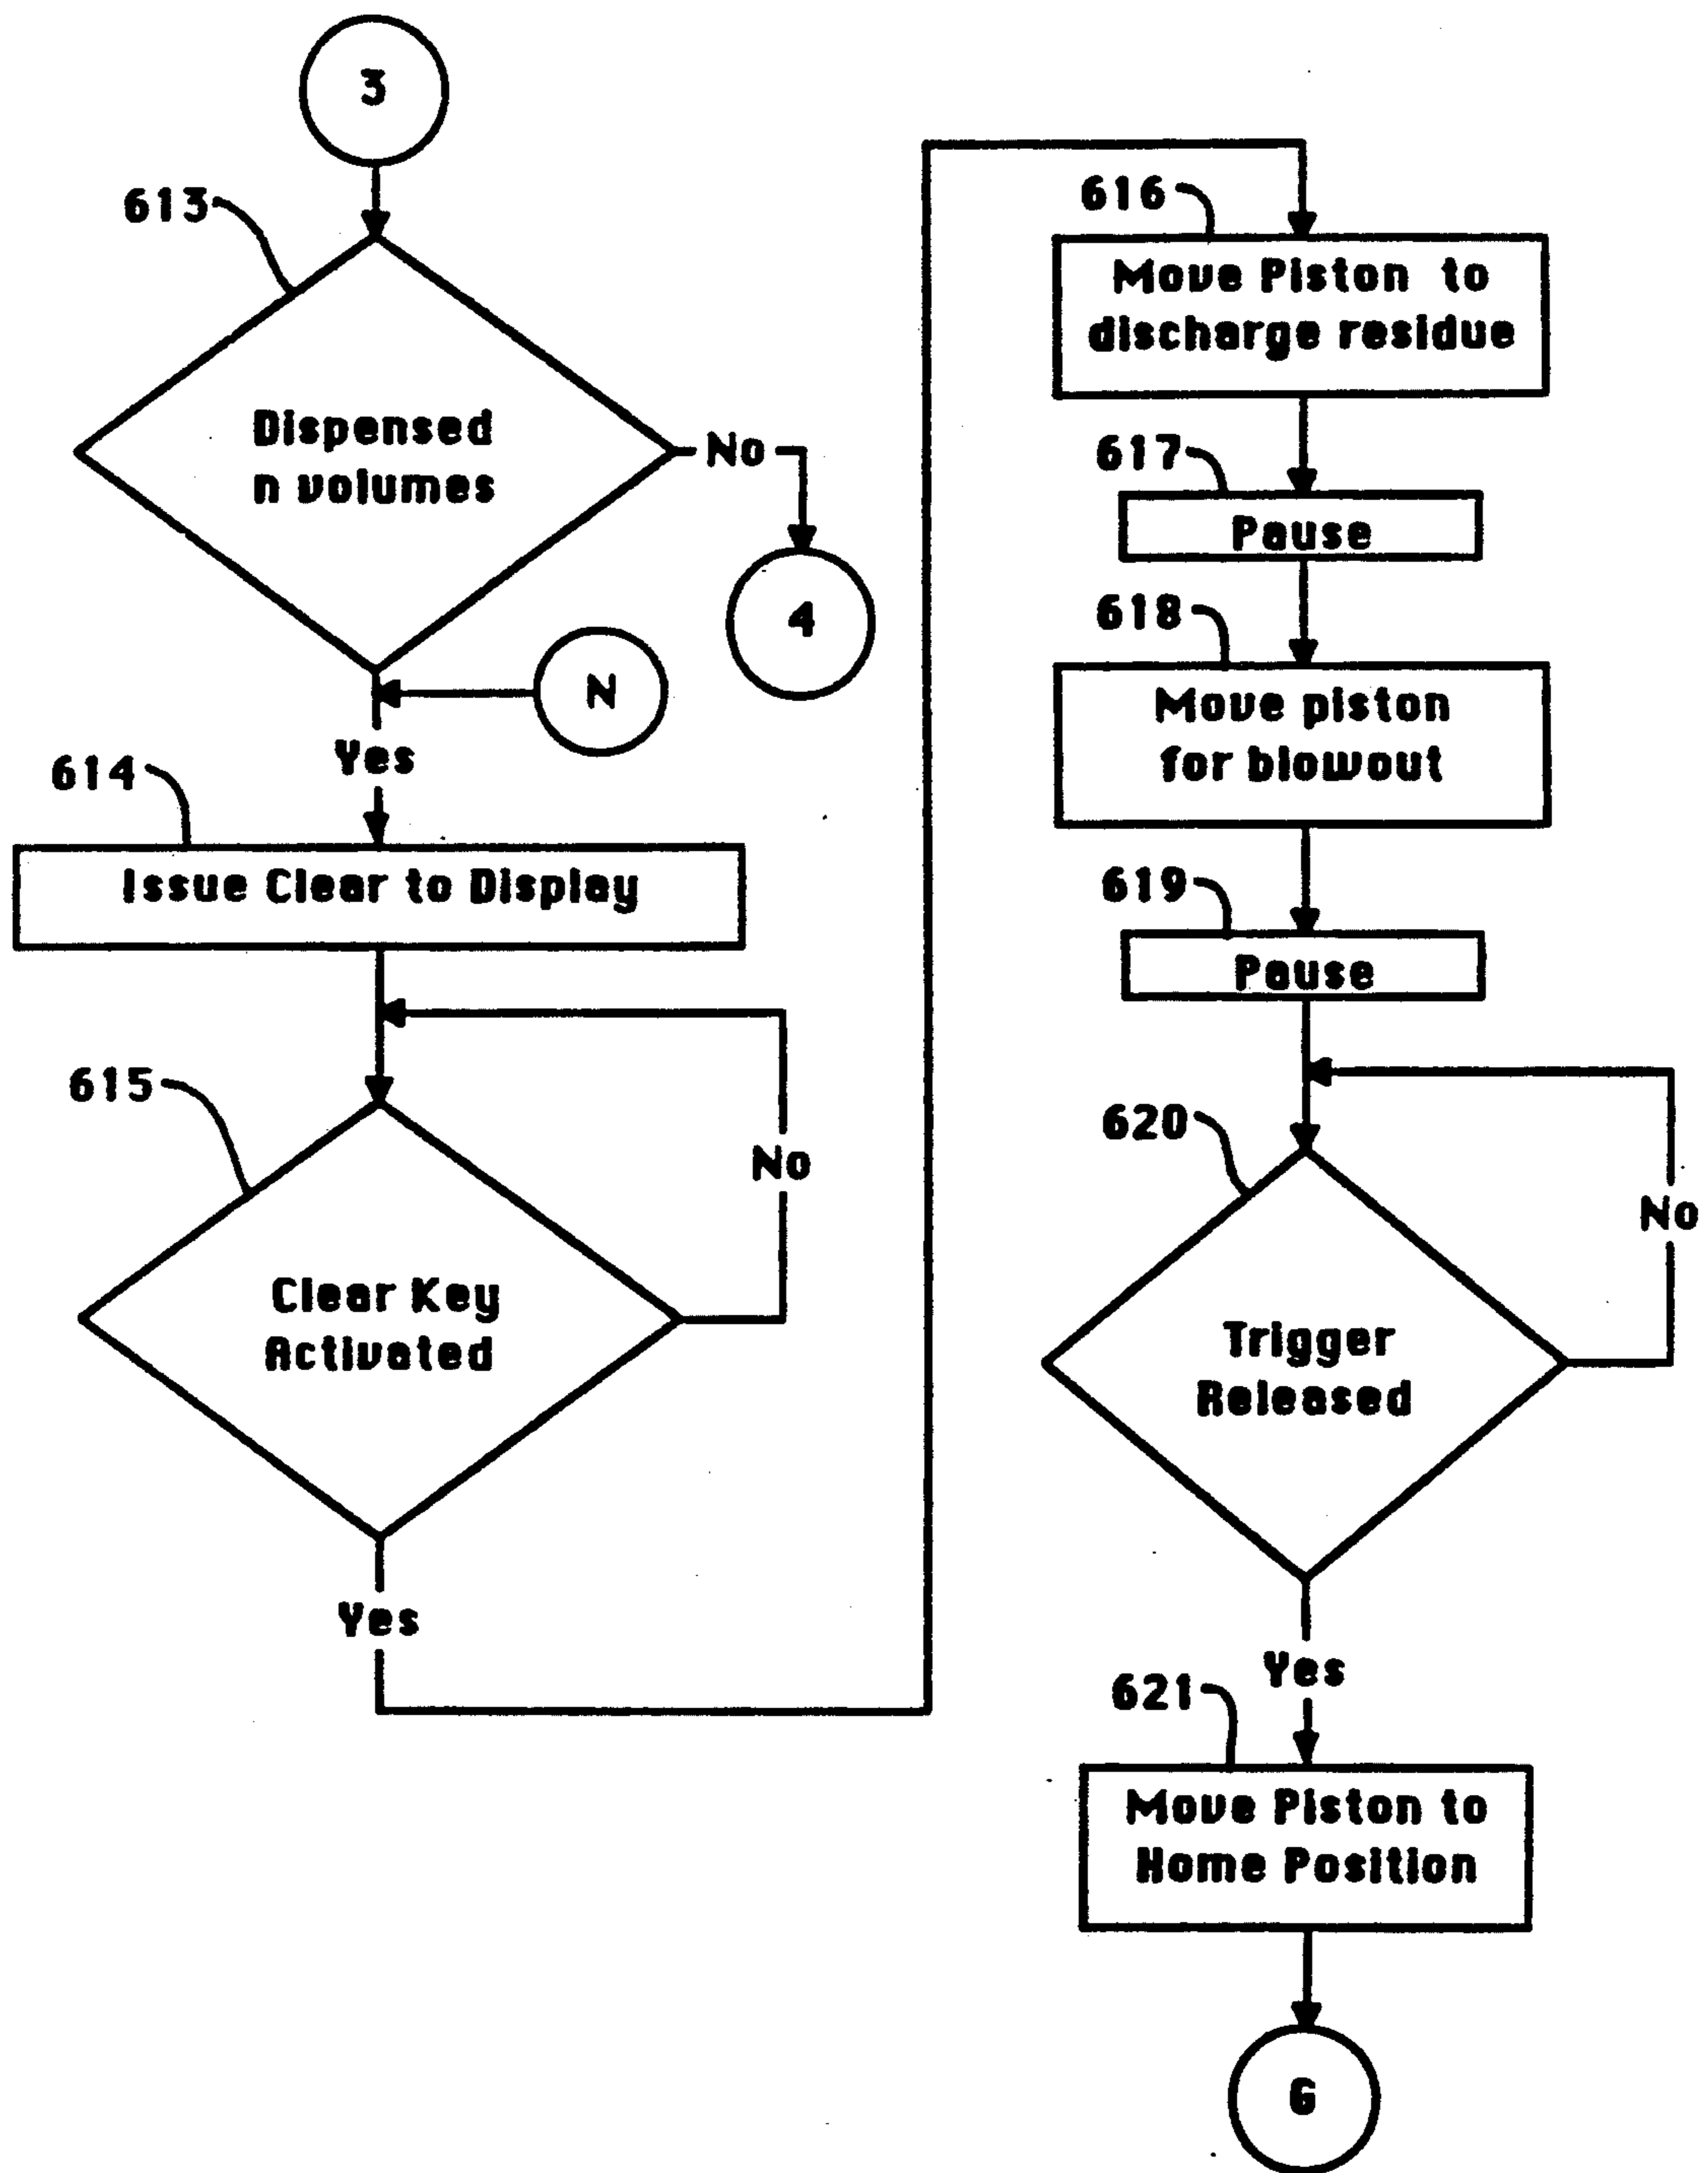 3
613
Dispensed
n volumes
No
4
N
Yes
614
Issue Clear to Display
615
No
Clear Key
Activated
Yes
616
Move Piston to
discharge residue
617
Pause
618
Move piston
for blowout
619
Pause
620
No
Trigger
Released
Yes
621
Move Piston to
Home Position
G